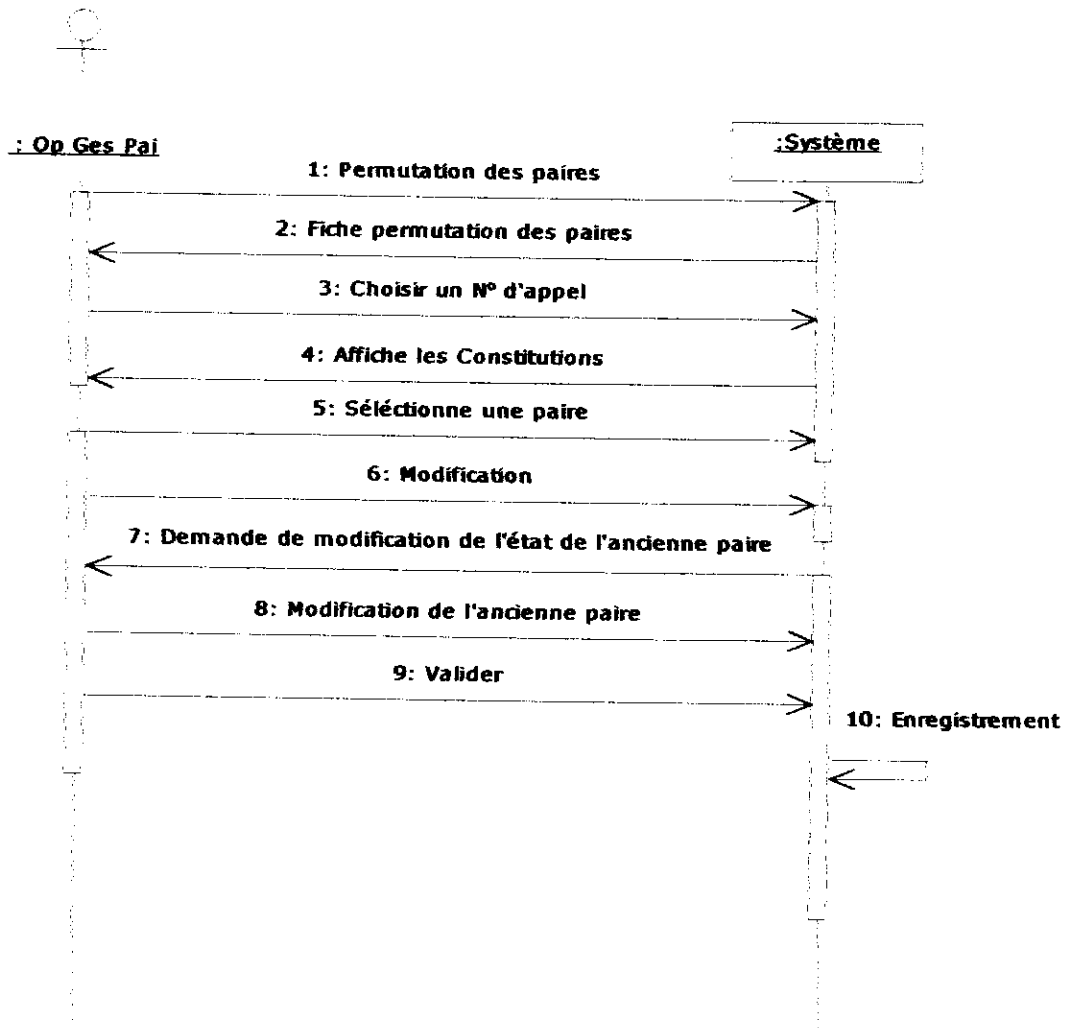 : Op Ges Pai
:Système
1: Permutation des paires
2: Fiche permutation des paires
3: Choisir un N° d'appel
4: Affiche les Constitutions
5: Séléctionne une paire
6: Modification
7: Demande de modification de l'état de l'ancienne paire
8: Modification de l'ancienne paire
9: Valider
10: Enregistrement